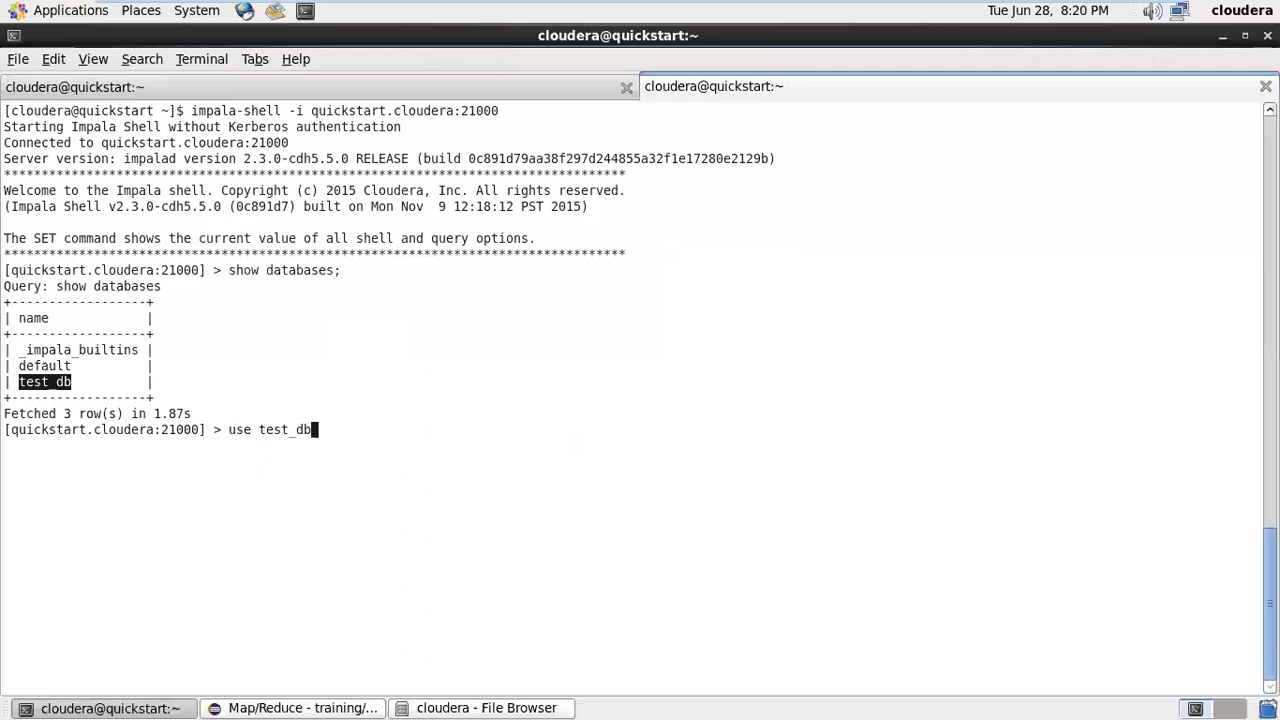 Applications Places System Tue Jun 28, 8:20 PM cloudera
cloudera@quickstart:~
File Edit View Search Terminal Tabs Help
cloudera@quickstart:~ cloudera@quickstart:~
[cloudera@quickstart ~]$ impala-shell -i quickstart.cloudera:21000
Starting Impala Shell without Kerberos authentication
Connected to quickstart.cloudera:21000
Server version: impalad version 2.3.0-cdh5.5.0 RELEASE (build 0c891d79aa38f297d244855a32f1e17280e2129b)
***********************************************************************************
Welcome to the Impala shell. Copyright (c) 2015 Cloudera, Inc. All rights reserved.
(Impala Shell v2.3.0-cdh5.5.0 (0c891d7) built on Mon Nov  9 12:18:12 PST 2015)
The SET command shows the current value of all shell and query options.
***********************************************************************************
[quickstart.cloudera:21000] > show databases;
Query: show databases
+------------------+
| name             |
+------------------+
| _impala_builtins |
| default          |
| test_db          |
+------------------+
Fetched 3 row(s) in 1.87s
[quickstart.cloudera:21000] > use test_db
cloudera@quickstart:~ Map/Reduce - training/... cloudera - File Browser